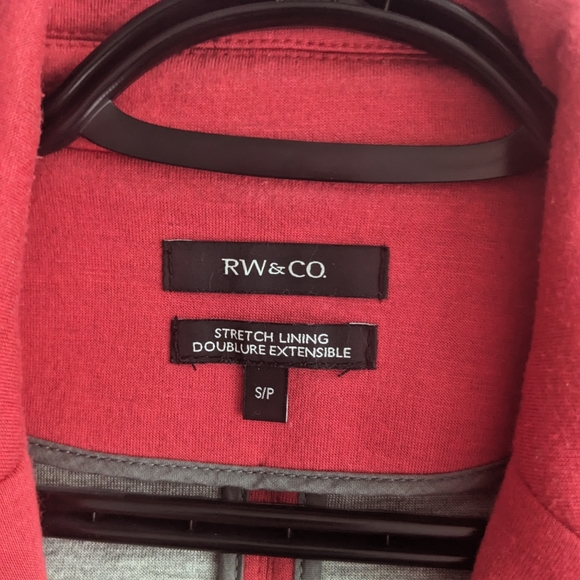 RW&CO.
STRETCH LINING
DOUBLURE EXTENSIBLE
S/P